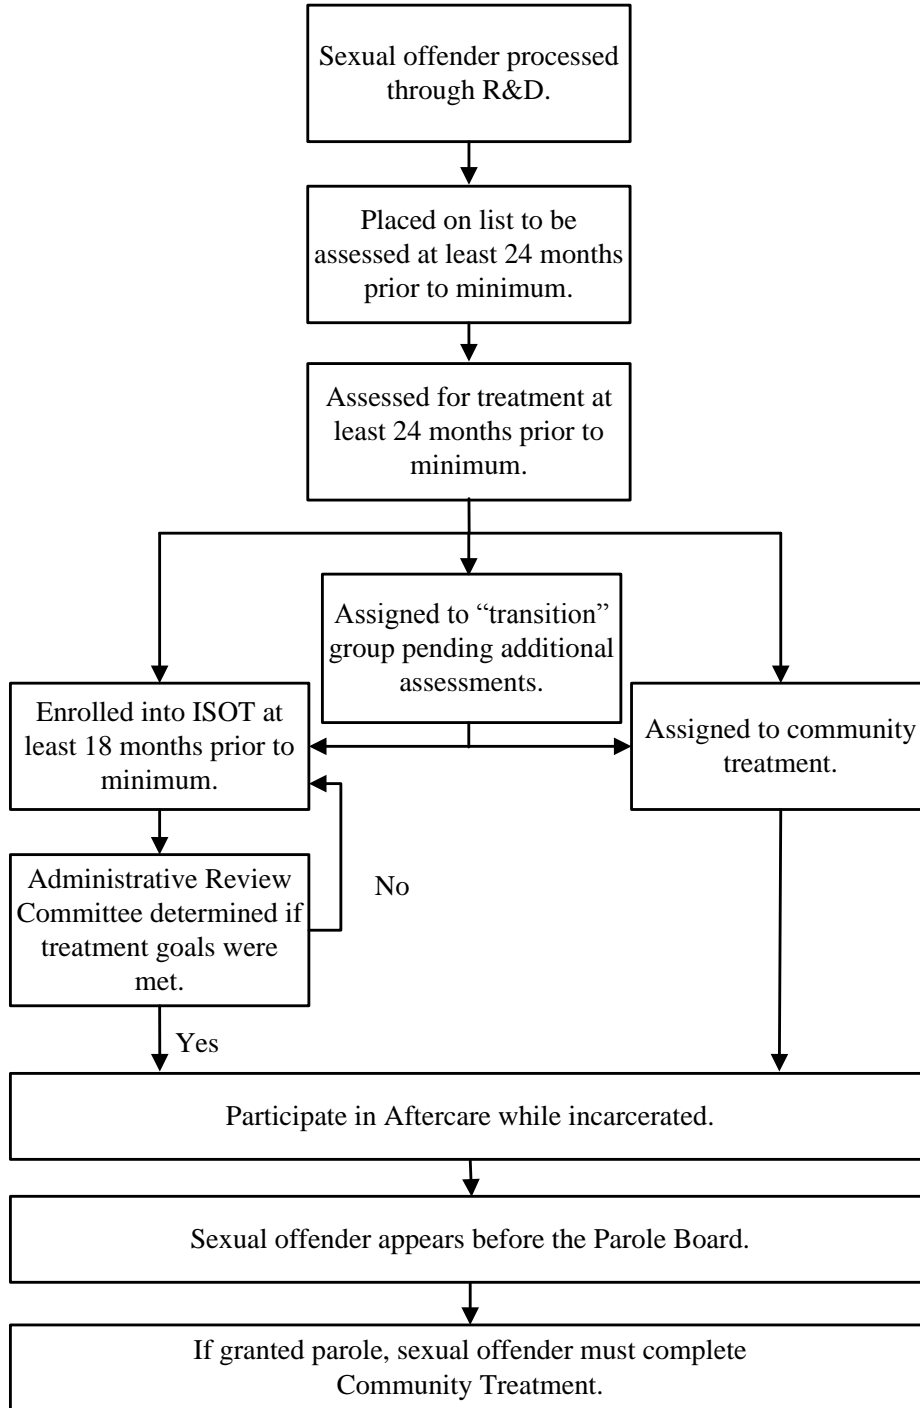 Sexual offender processed
through R&D.
Placed on list to be
assessed at least 24 months
prior to minimum.
Assessed for treatment at
least 24 months prior to
minimum.
Assigned to “transition”
group pending additional
assessments.
Enrolled into ISOT at
least 18 months prior to
minimum.
Assigned to community
treatment.
Administrative Review
Committee determined if
treatment goals were
met.
No
Yes
Participate in Aftercare while incarcerated.
Sexual offender appears before the Parole Board.
If granted parole, sexual offender must complete
Community Treatment.